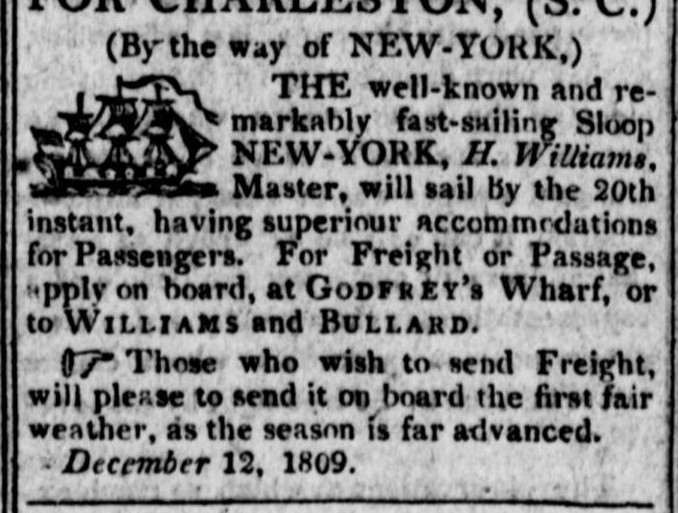 FOR CHARLESTON, (S. C.)
(By the way of NEW-YORK,)
THE well-known and re-
markably fast-sailing Sloop
NEW-YORK, H. Williams,
Master, will sail by the 20th
instant, having superiour accommodations
for Passengers. For Freight or Passage,
apply on board, at GODFREY's Wharf, or
to WILLIAMS and BULLARD.
☞ Those who wish to send Freight,
will please to send it on board the first fair
weather, as the season is far advanced.
December 12, 1809.